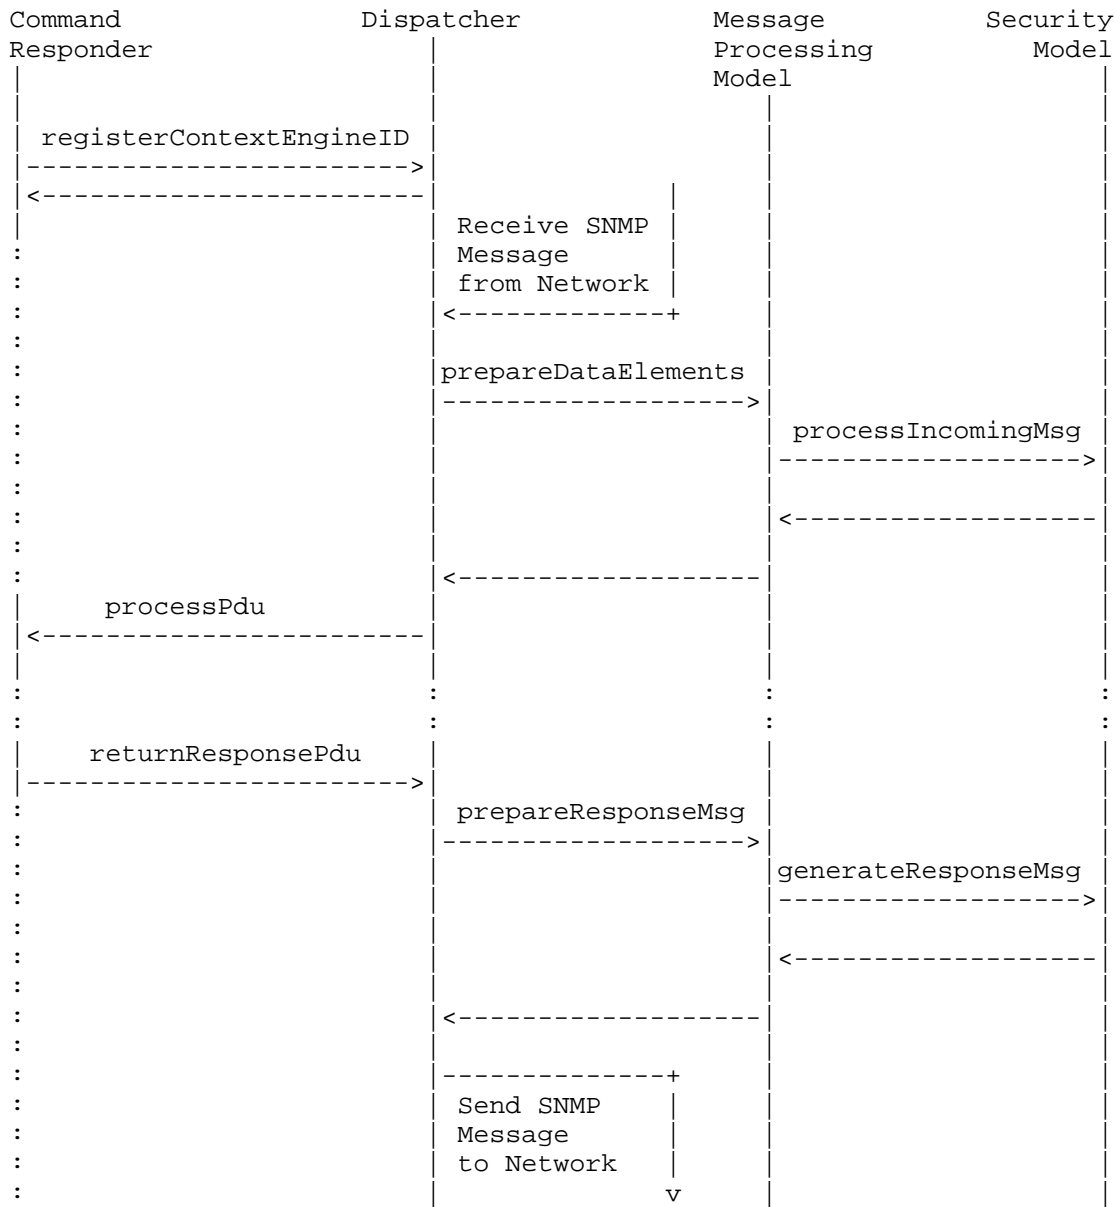 Command Dispatcher Message Security
Responder Processing Model
Model
registerContextEngineID
Receive SNMP
Message
from Network
prepareDataElements
processIncomingMsg
processPdu
returnResponsePdu
prepareResponseMsg
generateResponseMsg
Send SNMP
Message
to Network
v